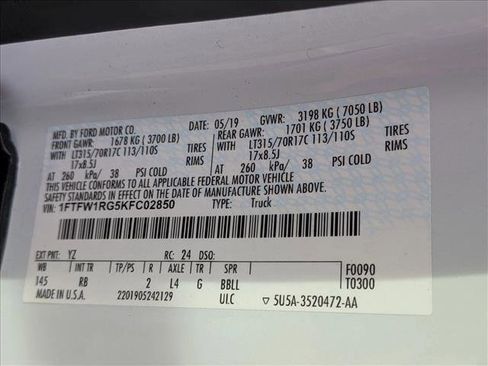 MFD. BY FORD MOTOR CO.
DATE: 05/19 GVWR: 3198 KG ( 7050 LB)
FRONT GAWR: 1678 KG ( 3700 LB) REAR GAWR: 1701 KG ( 3750 LB)
WITH LT315/70R17C 113/110S TIRES WITH LT315/70R17C 113/110S TIRES
17x8.5J RIMS 17x8.5J RIMS
AT 260 kPa/ 38 PSI COLD AT 260 kPa/ 38 PSI COLD
THIS VEHICLE CONFORMS TO ALL APPLICABLE FEDERAL MOTOR VEHICLE
SAFETY STANDARDS IN EFFECT ON THE DATE OF MANUFACTURE SHOWN ABOVE.
VIN: 1FTFW1RG5KFC02850 TYPE: Truck
EXT PNT: YZ RC: 24 DSO:
WB INT TR TP/PS R AXLE TR SPR F0090
145 RB 2 L4 G BBLL T0300
MADE IN U.S.A. 2201905242129 ULC ▽ 5U5A-3520472-AA